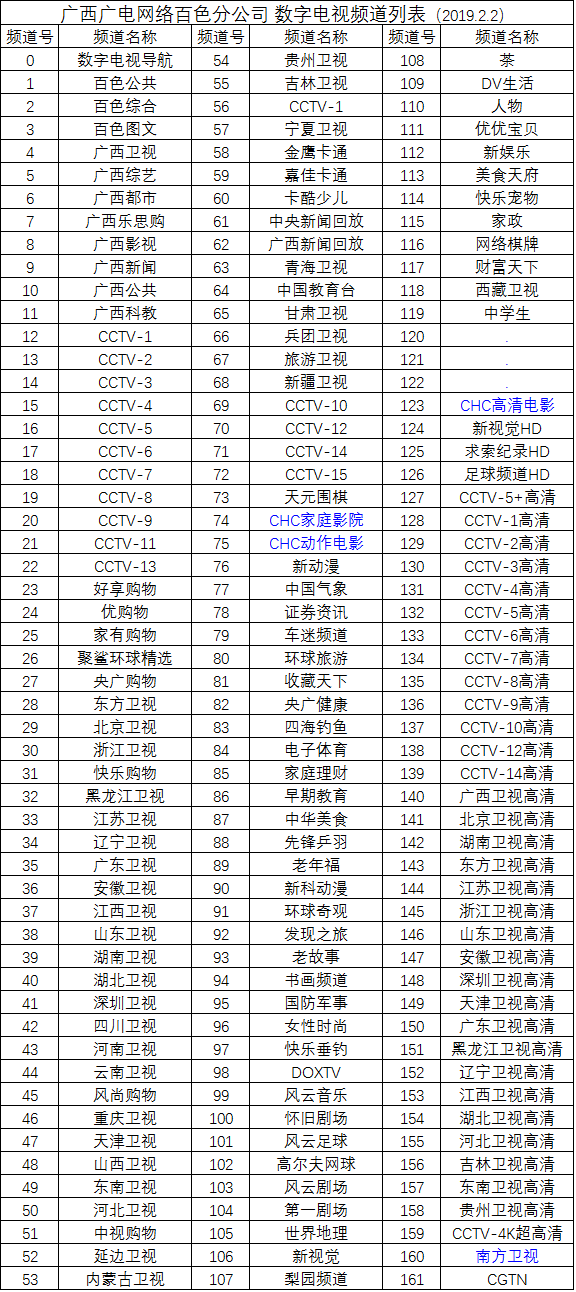 广西广电网络百色分公司 数字电视频道列表（2019.2.2）
频道号 频道名称 频道号 频道名称 频道号 频道名称
0 数字电视导航 54 贵州卫视 108 茶
1 百色公共 55 吉林卫视 109 DV生活
2 百色综合 56 CCTV-1 110 人物
3 百色图文 57 宁夏卫视 111 优优宝贝
4 广西卫视 58 金鹰卡通 112 新娱乐
5 广西综艺 59 嘉佳卡通 113 美食天府
6 广西都市 60 卡酷少儿 114 快乐宠物
7 广西乐思购 61 中央新闻回放 115 家政
8 广西影视 62 广西新闻回放 116 网络棋牌
9 广西新闻 63 青海卫视 117 财富天下
10 广西公共 64 中国教育台 118 西藏卫视
11 广西科教 65 甘肃卫视 119 中学生
12 CCTV-1 66 兵团卫视 120 .
13 CCTV-2 67 旅游卫视 121 .
14 CCTV-3 68 新疆卫视 122 .
15 CCTV-4 69 CCTV-10 123 CHC高清电影
16 CCTV-5 70 CCTV-12 124 新视觉HD
17 CCTV-6 71 CCTV-14 125 求索纪录HD
18 CCTV-7 72 CCTV-15 126 足球频道HD
19 CCTV-8 73 天元围棋 127 CCTV-5+高清
20 CCTV-9 74 CHC家庭影院 128 CCTV-1高清
21 CCTV-11 75 CHC动作电影 129 CCTV-2高清
22 CCTV-13 76 新动漫 130 CCTV-3高清
23 好享购物 77 中国气象 131 CCTV-4高清
24 优购物 78 证券资讯 132 CCTV-5高清
25 家有购物 79 车迷频道 133 CCTV-6高清
26 聚鲨环球精选 80 环球旅游 134 CCTV-7高清
27 央广购物 81 收藏天下 135 CCTV-8高清
28 东方卫视 82 央广健康 136 CCTV-9高清
29 北京卫视 83 四海钓鱼 137 CCTV-10高清
30 浙江卫视 84 电子体育 138 CCTV-12高清
31 快乐购物 85 家庭理财 139 CCTV-14高清
32 黑龙江卫视 86 早期教育 140 广西卫视高清
33 江苏卫视 87 中华美食 141 北京卫视高清
34 辽宁卫视 88 先锋乒羽 142 湖南卫视高清
35 广东卫视 89 老年福 143 东方卫视高清
36 安徽卫视 90 新科动漫 144 江苏卫视高清
37 江西卫视 91 环球奇观 145 浙江卫视高清
38 山东卫视 92 发现之旅 146 山东卫视高清
39 湖南卫视 93 老故事 147 安徽卫视高清
40 湖北卫视 94 书画频道 148 深圳卫视高清
41 深圳卫视 95 国防军事 149 天津卫视高清
42 四川卫视 96 女性时尚 150 广东卫视高清
43 河南卫视 97 快乐垂钓 151 黑龙江卫视高清
44 云南卫视 98 DOXTV 152 辽宁卫视高清
45 风尚购物 99 风云音乐 153 江西卫视高清
46 重庆卫视 100 怀旧剧场 154 湖北卫视高清
47 天津卫视 101 风云足球 155 河北卫视高清
48 山西卫视 102 高尔夫网球 156 吉林卫视高清
49 东南卫视 103 风云剧场 157 东南卫视高清
50 河北卫视 104 第一剧场 158 贵州卫视高清
51 中视购物 105 世界地理 159 CCTV-4K超高清
52 延边卫视 106 新视觉 160 南方卫视
53 内蒙古卫视 107 梨园频道 161 CGTN